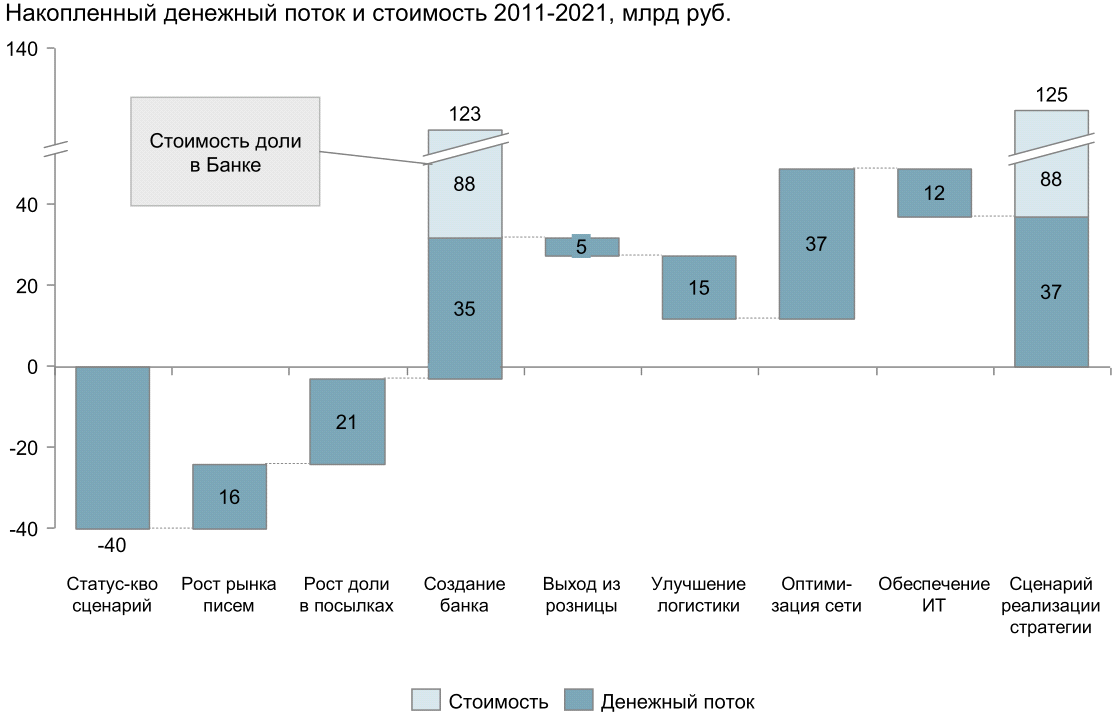 Накопленный денежный поток и стоимость 2011-2021, млрд руб.
140
40
20
0
-20
-40
Стоимость доли
в Банке
-40
16
21
123
88
35
5
15
37
12
125
88
37
Статус-кво
сценарий
Рост рынка
писем
Рост доли
в посылках
Создание
банка
Выход из
розницы
Улучшение
логистики
Оптими-
зация сети
Обеспечение
ИТ
Сценарий
реализации
стратегии
Стоимость
Денежный поток